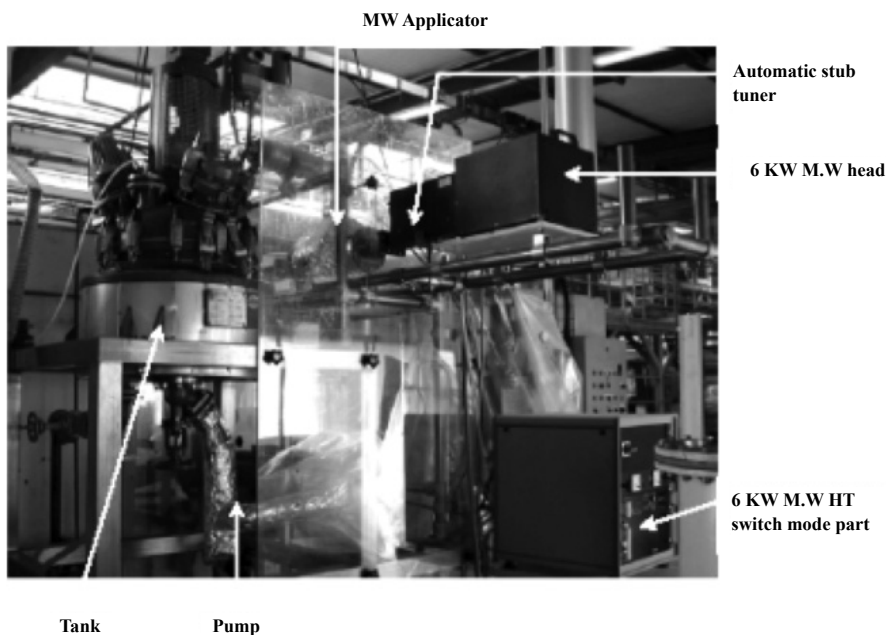 MW Applicator
Automatic stub
tuner
6 KW M.W head
6 KW M.W HT
switch mode part
Tank
Pump